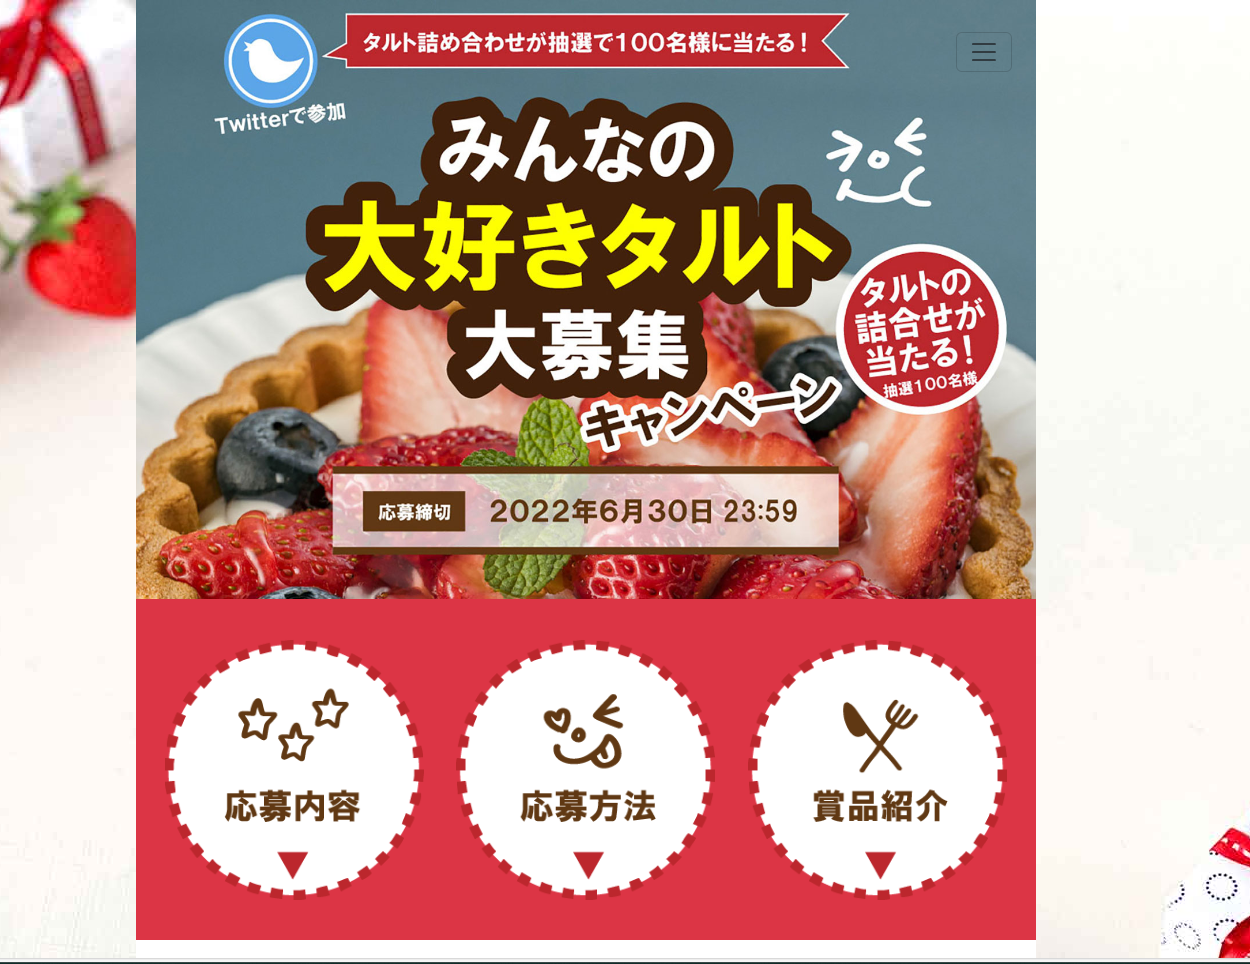 タルト詰め合わせが抽選で100名様に当たる!
Twitterで参加
みんなの
大好きタルト
大募集
キャンペーン
タルトの
詰合せが
当たる!
抽選100名様
応募締切 2022年6月30日 23:59
応募内容
応募方法
賞品紹介